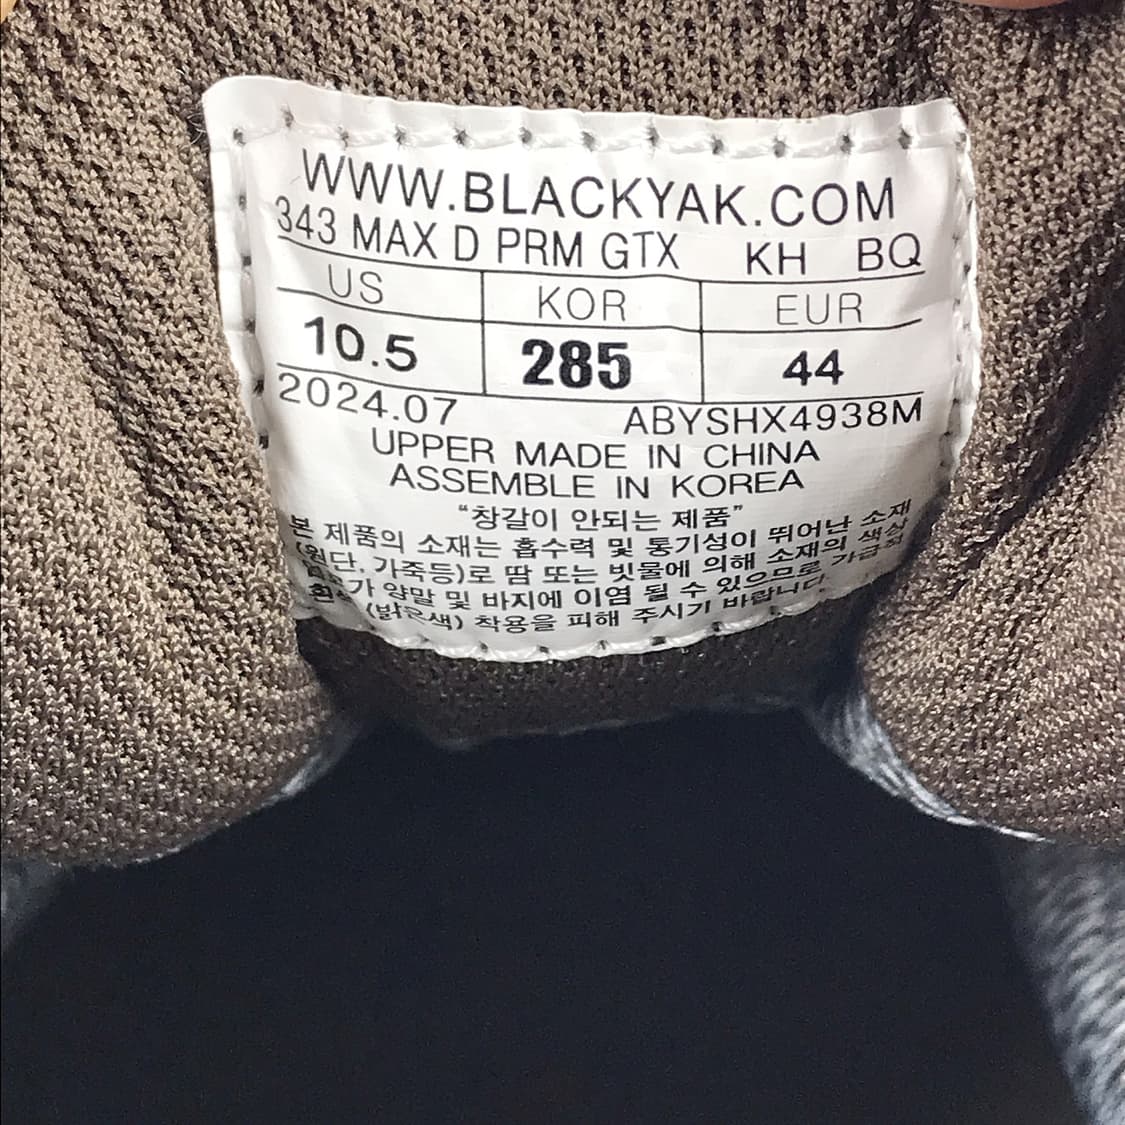 WWW.BLACKYAK.COM
343 MAX D PRM GTX KH BQ
US KOR EUR
10.5 285 44
2024.07 ABYSHX4938M
UPPER MADE IN CHINA
ASSEMBLE IN KOREA
“창갈이 안되는 제품”
본 제품의 소재는 흡수력 및 통기성이 뛰어난 소재
(원단, 가죽등)로 땀 또는 빗물에 의해 소재의 색상
양말 및 바지에 이염 될 수 있으므로 가급적
(밝은색) 착용을 피해 주시기 바랍니다.